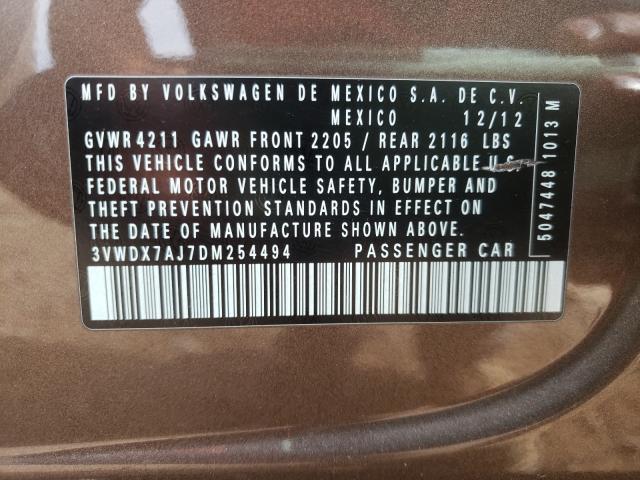 MFD BY VOLKSWAGEN DE MEXICO S.A. DE C.V.
MEXICO 12/12
GVWR 4211 GAWR FRONT 2205 / REAR 2116 LBS
THIS VEHICLE CONFORMS TO ALL APPLICABLE U.S.
FEDERAL MOTOR VEHICLE SAFETY, BUMPER AND
THEFT PREVENTION STANDARDS IN EFFECT ON
THE DATE OF MANUFACTURE SHOWN ABOVE.
3VWDX7AJ7DM254494 PASSENGER CAR
5047448 1013 M